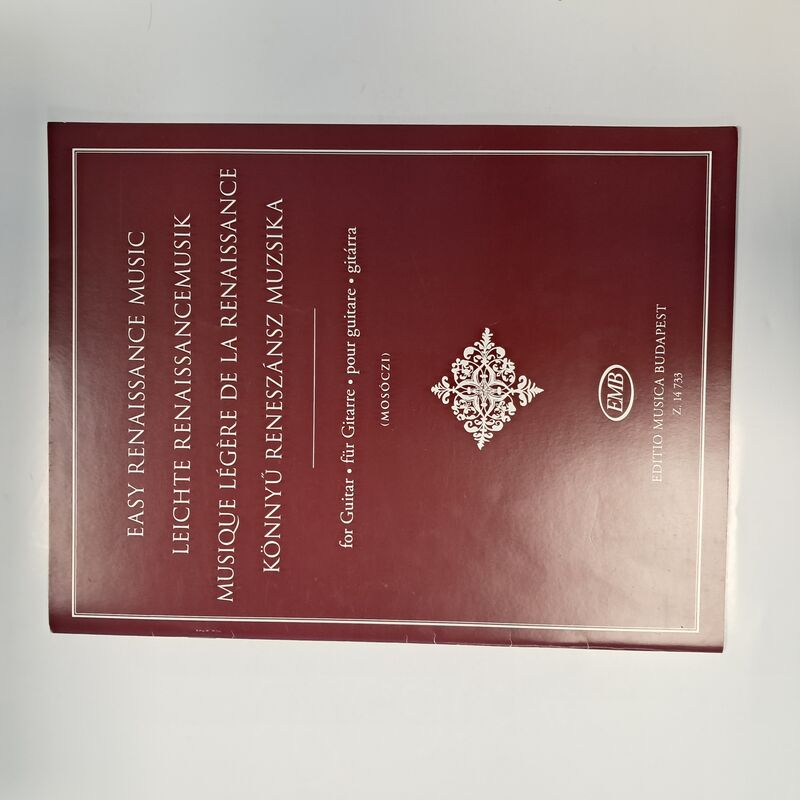 EASY RENAISSANCE MUSIC
LEICHTE RENAISSANCEMUSIK
MUSIQUE LÉGÈRE DE LA RENAISSANCE
KÖNNYŰ RENESZÁNSZ MUZSIKA
for Guitar • für Gitarre • pour guitare • gitárra
(MOSÓCZI)
EMB
EDITIO MUSICA BUDAPEST
Z. 14 733